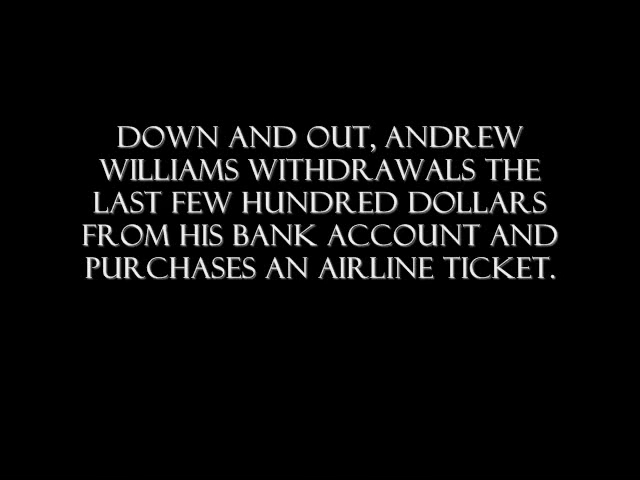 DOWN AND OUT, ANDREW
WILLIAMS WITHDRAWALS THE
LAST FEW HUNDRED DOLLARS
FROM HIS BANK ACCOUNT AND
PURCHASES AN AIRLINE TICKET.